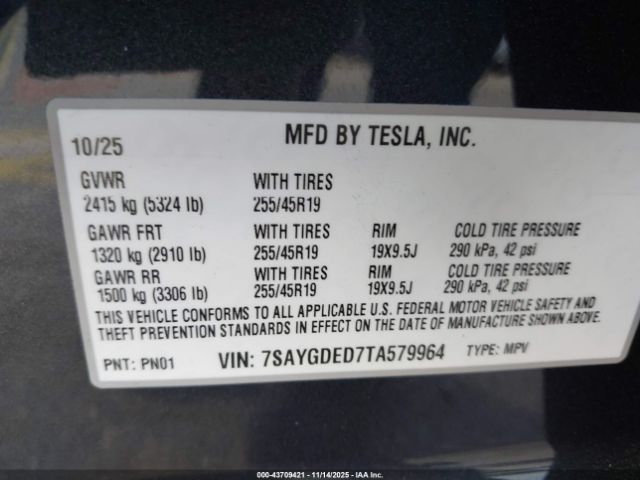 10/25 MFD BY TESLA, INC.
GVWR WITH TIRES
2415 kg (5324 lb) 255/45R19
GAWR FRT WITH TIRES RIM COLD TIRE PRESSURE
1320 kg (2910 lb) 255/45R19 19X9.5J 290 kPa, 42 psi
GAWR RR WITH TIRES RIM COLD TIRE PRESSURE
1500 kg (3306 lb) 255/45R19 19X9.5J 290 kPa, 42 psi
THIS VEHICLE CONFORMS TO ALL APPLICABLE U.S. FEDERAL MOTOR VEHICLE SAFETY AND
THEFT PREVENTION STANDARDS IN EFFECT ON THE DATE OF MANUFACTURE SHOWN ABOVE.
PNT: PN01 VIN: 7SAYGDED7TA579964 TYPE: MPV
000-43709421 - 11/14/2025 - IAA Inc.